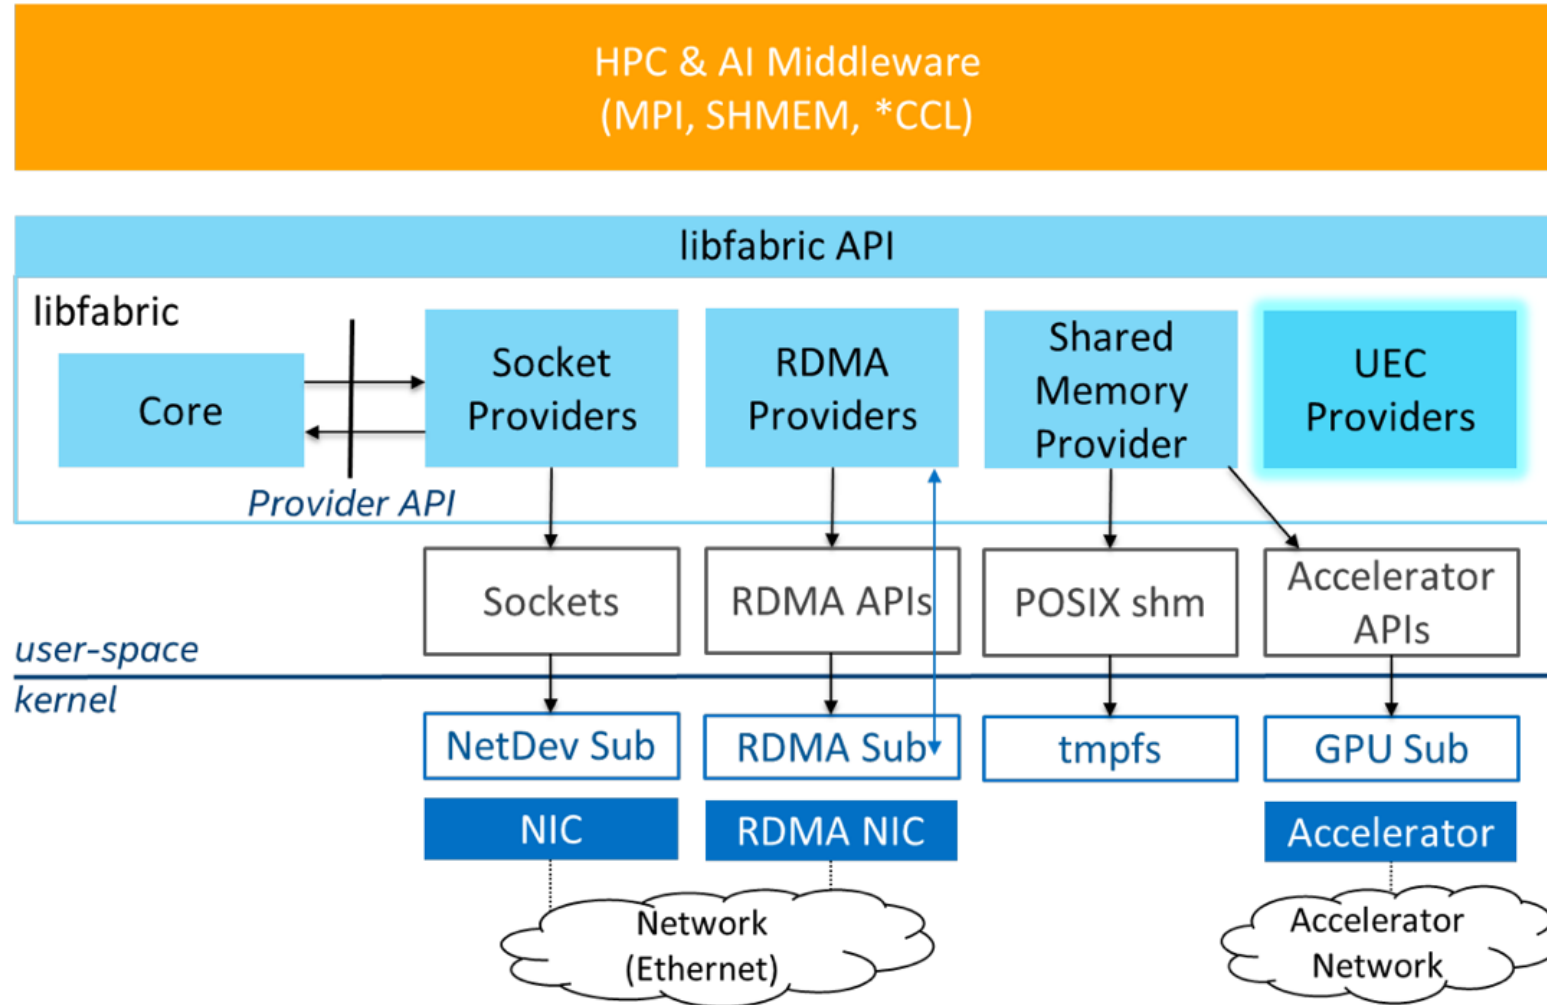 HPC & AI Middleware
(MPI, SHMEM, *CCL)
libfabric API
libfabric
Core
Provider API
Socket
Providers
RDMA
Providers
Shared
Memory
Provider
UEC
Providers
Sockets
RDMA APIs
POSIX shm
Accelerator
APIs
user-space
kernel
NetDev Sub
RDMA Sub
tmpfs
GPU Sub
NIC
RDMA NIC
Accelerator
Network
(Ethernet)
Accelerator
Network